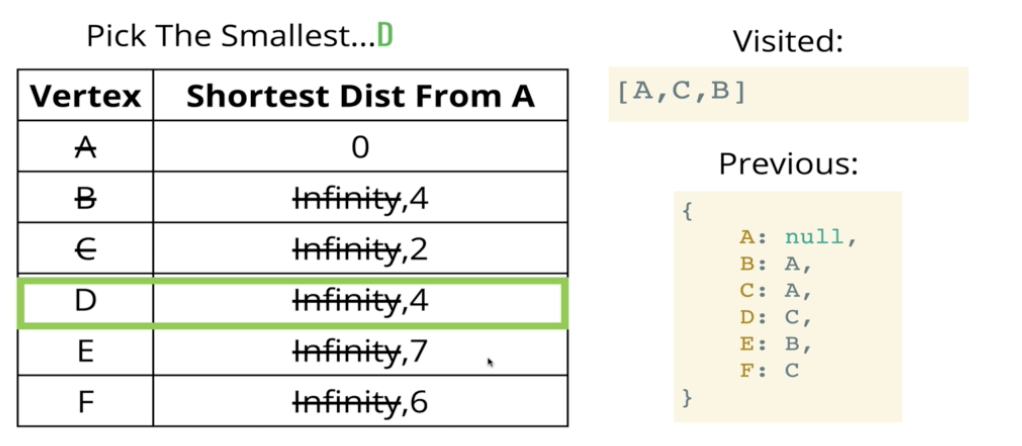 Pick The Smallest...D
Vertex Shortest Dist From A
A 0
B Infinity,4
C Infinity,2
D Infinity,4
E Infinity,7
F Infinity,6
Visited:
[A,C,B]
Previous:
{
A: null,
B: A,
C: A,
D: C,
E: B,
F: C
}